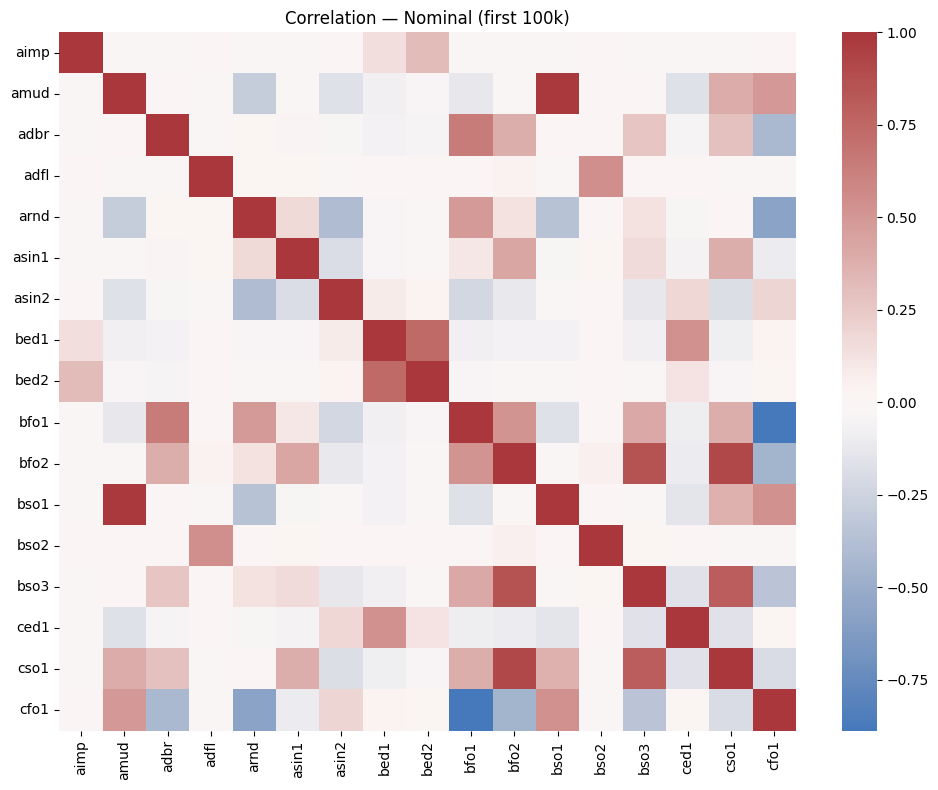 Correlation — Nominal (first 100k)
aimp
amud
adbr
adfl
arnd
asin1
asin2
bed1
bed2
bfo1
bfo2
bso1
bso2
bso3
ced1
cso1
cfo1
aimp amud adbr adfl arnd asin1 asin2 bed1 bed2 bfo1 bfo2 bso1 bso2 bso3 ced1 cso1 cfo1
1.00
0.75
0.50
0.25
0.00
−0.25
−0.50
−0.75